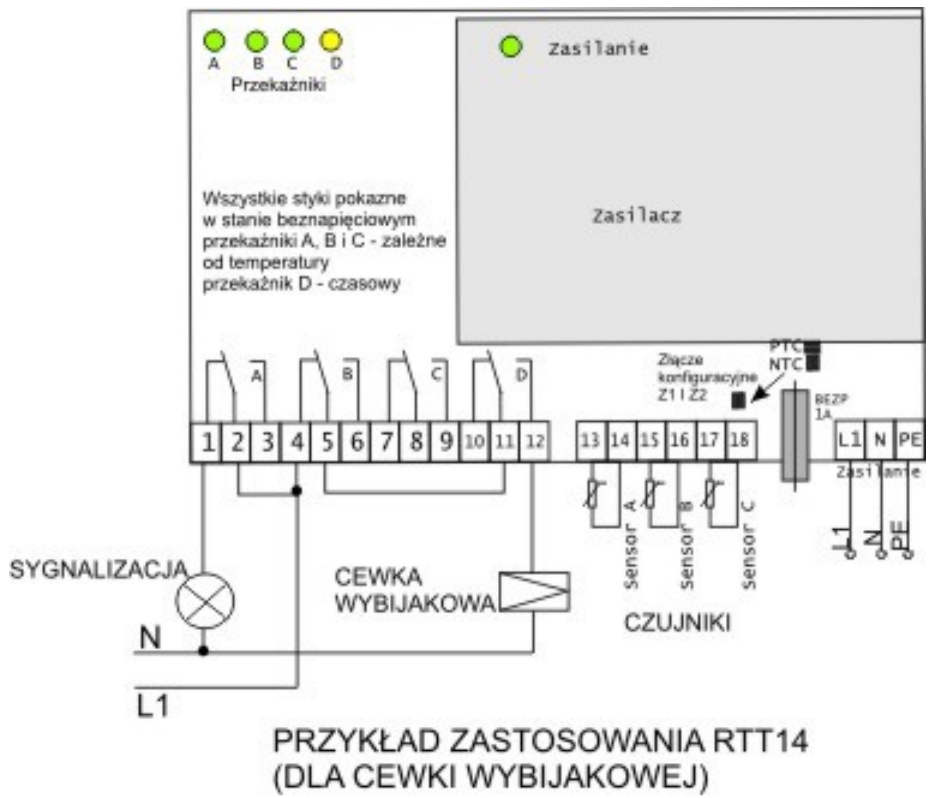 A B C D
Przekaźniki
Zasilanie
Wszystkie styki pokazne
w stanie beznapięciowym
przekaźniki A, B i C - zależne
od temperatury
przekaźnik D - czasowy
Zasilacz
A B C D
Złącze
konfiguracyjne
Z1 I Z2
PTC
NTC
BEZP
1A
1 2 3 4 5 6 7 8 9 10 11 12
13 14 15 16 17 18
L1 N PE
Zasilanie
L1 N PE
Sensor A
Sensor B
Sensor C
CZUJNIKI
SYGNALIZACJA
CEWKA
WYBIJAKOWA
N
L1
PRZYKŁAD ZASTOSOWANIA RTT14
(DLA CEWKI WYBIJAKOWEJ)